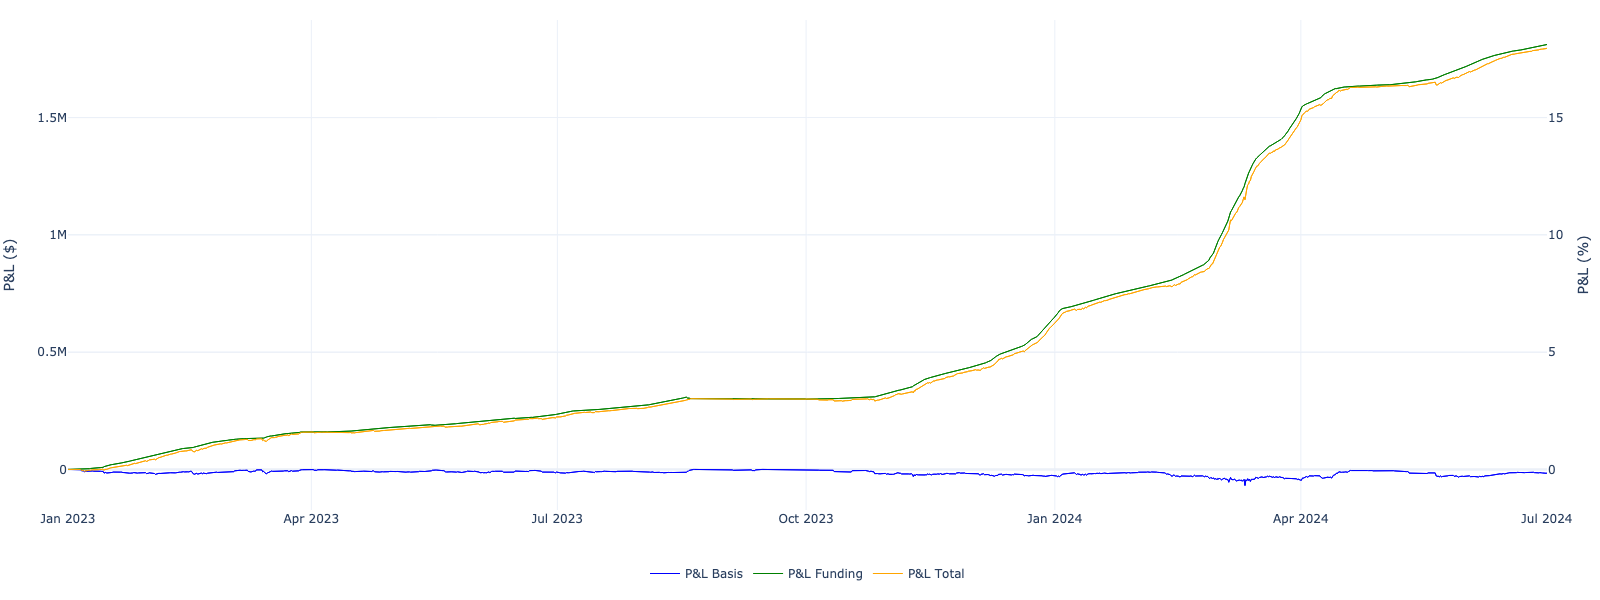 1.5M
1M
0.5M
0
P&L ($)
15
10
5
0
P&L (%)
Jan 2023 Apr 2023 Jul 2023 Oct 2023 Jan 2024 Apr 2024 Jul 2024
P&L Basis P&L Funding P&L Total